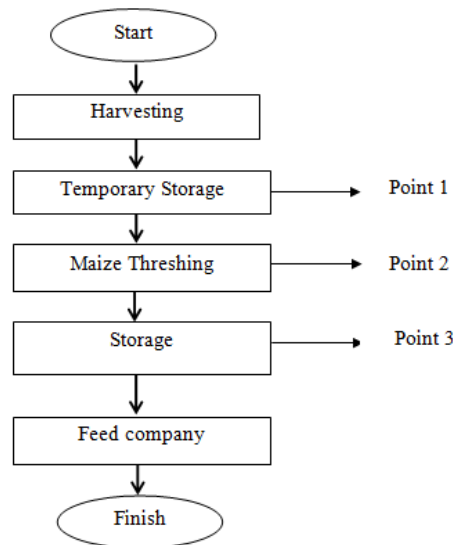 Start
Harvesting
Temporary Storage
Point 1
Maize Threshing
Point 2
Storage
Point 3
Feed company
Finish